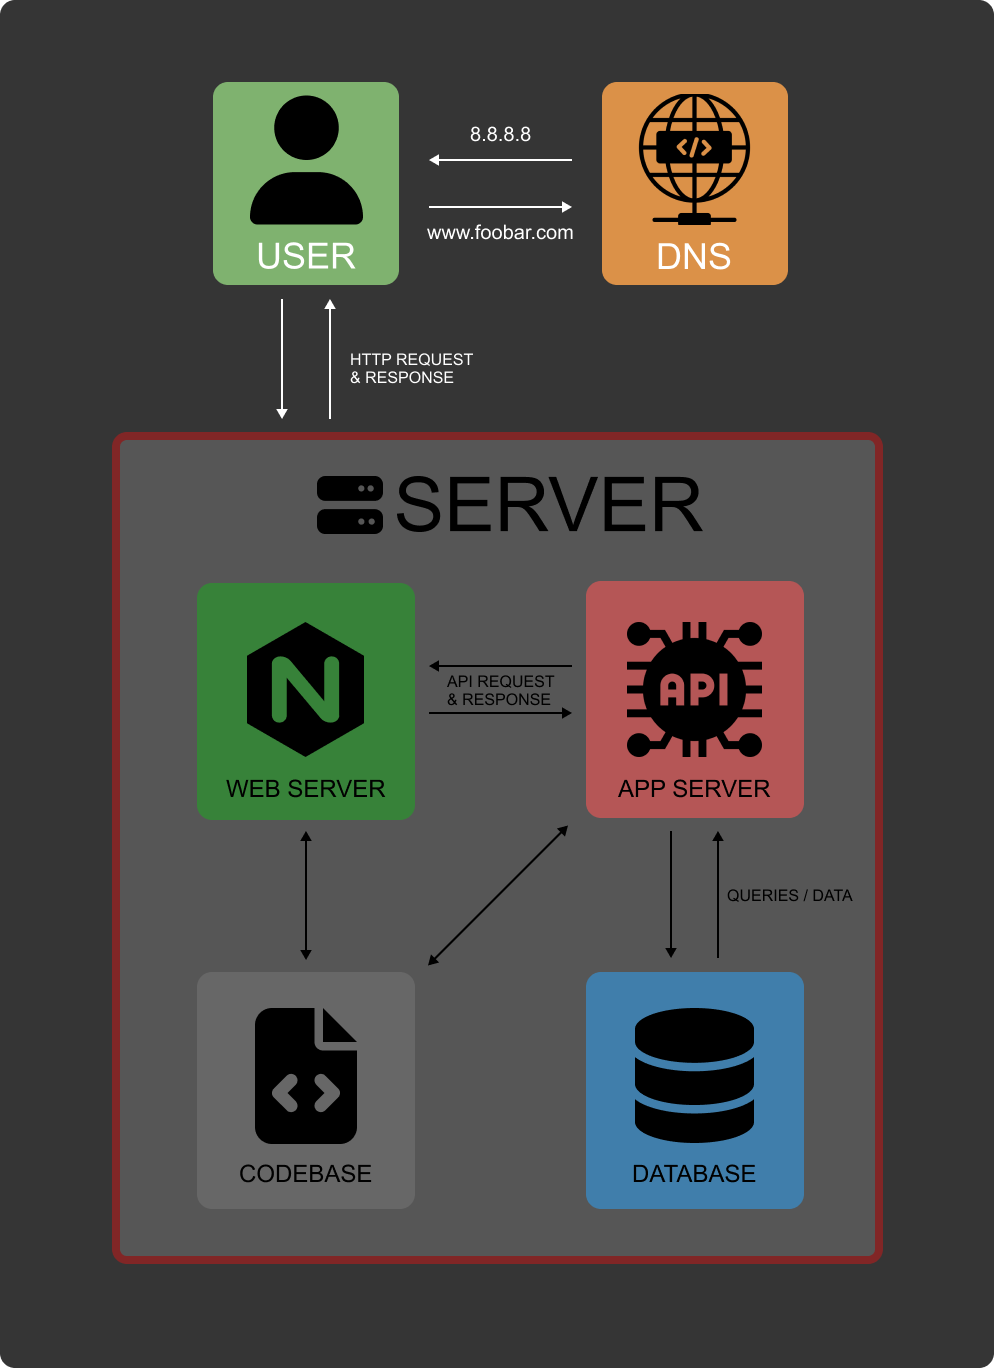 8.8.8.8
www.foobar.com
USER
DNS
HTTP REQUEST
& RESPONSE
SERVER
API REQUEST
& RESPONSE
API
WEB SERVER
APP SERVER
QUERIES / DATA
CODEBASE
DATABASE